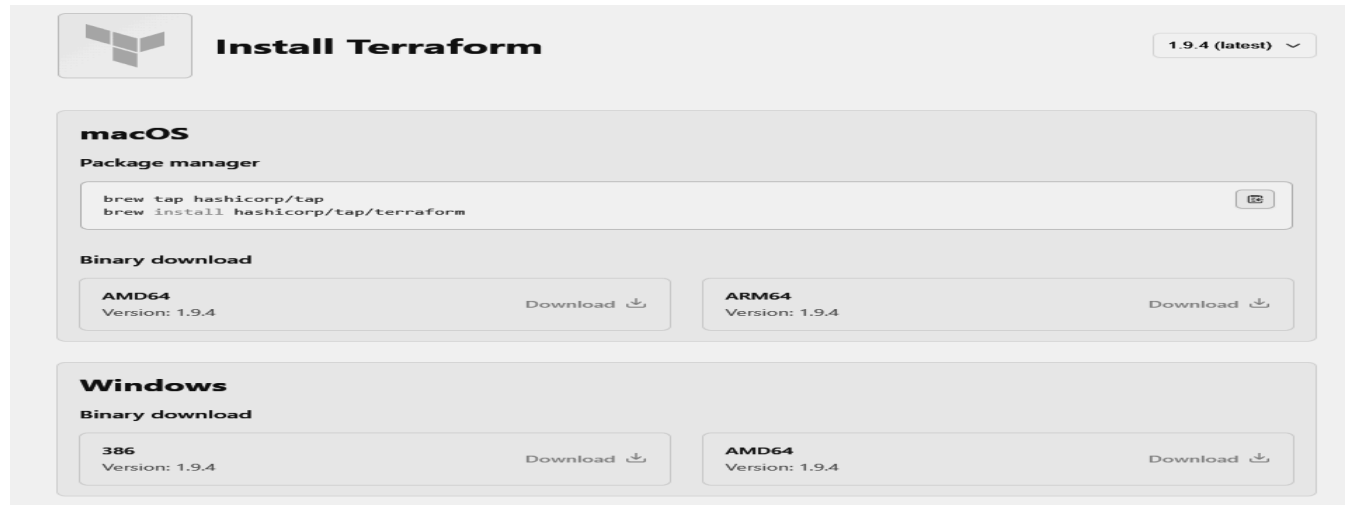 Install Terraform
1.9.4 (latest)
macOS
Package manager
brew tap hashicorp/tap
brew install hashicorp/tap/terraform
Binary download
AMD64
Version: 1.9.4
Download
ARM64
Version: 1.9.4
Download
Windows
Binary download
386
Version: 1.9.4
Download
AMD64
Version: 1.9.4
Download